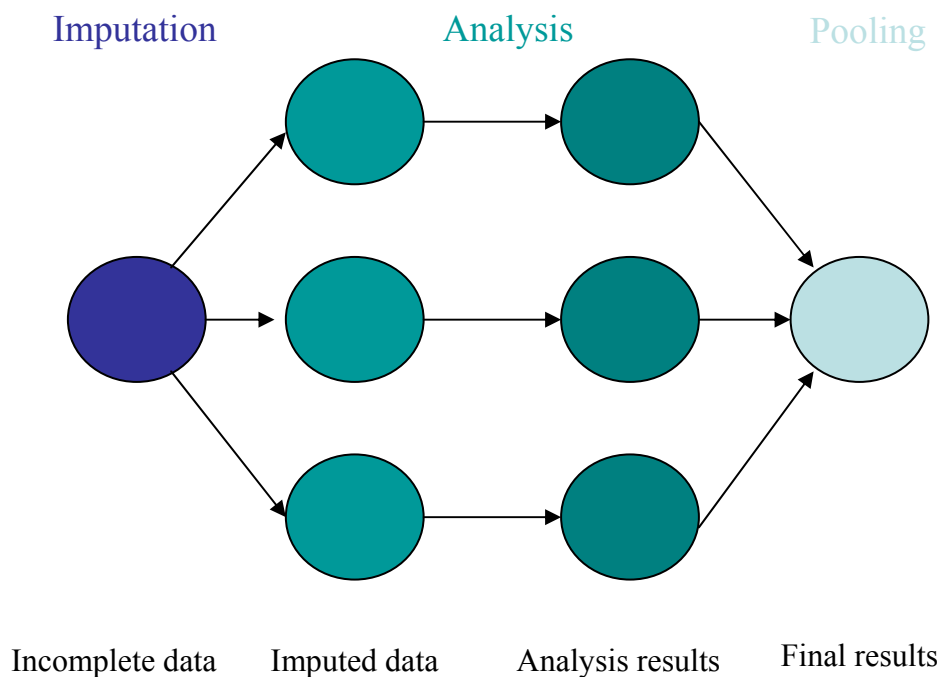 Imputation
Analysis
Pooling
Incomplete data
Imputed data
Analysis results
Final results